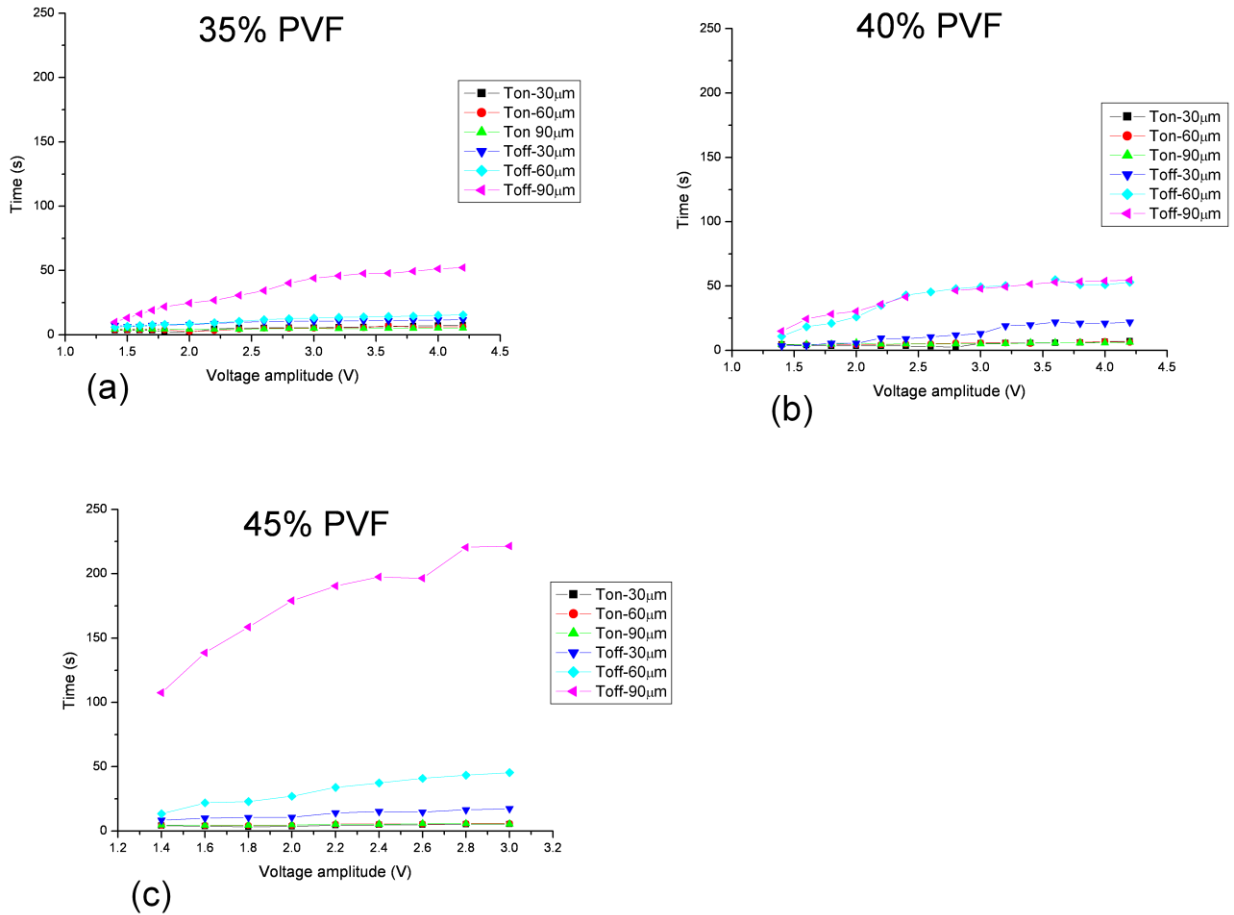 35% PVF
250
200
150
100
50
0
Time (s)
1.0 1.5 2.0 2.5 3.0 3.5 4.0 4.5
Voltage amplitude (V)
Ton-30μm
Ton-60μm
Ton 90μm
Toff-30μm
Toff-60μm
Toff-90μm
(a)
40% PVF
250
200
150
100
50
0
Time (s)
1.0 1.5 2.0 2.5 3.0 3.5 4.0 4.5
Voltage amplitude (V)
Ton-30μm
Ton-60μm
Ton-90μm
Toff-30μm
Toff-60μm
Toff-90μm
(b)
45% PVF
250
200
150
100
50
0
Time (s)
1.2 1.4 1.6 1.8 2.0 2.2 2.4 2.6 2.8 3.0 3.2
Voltage amplitude (V)
Ton-30μm
Ton-60μm
Ton-90μm
Toff-30μm
Toff-60μm
Toff-90μm
(c)